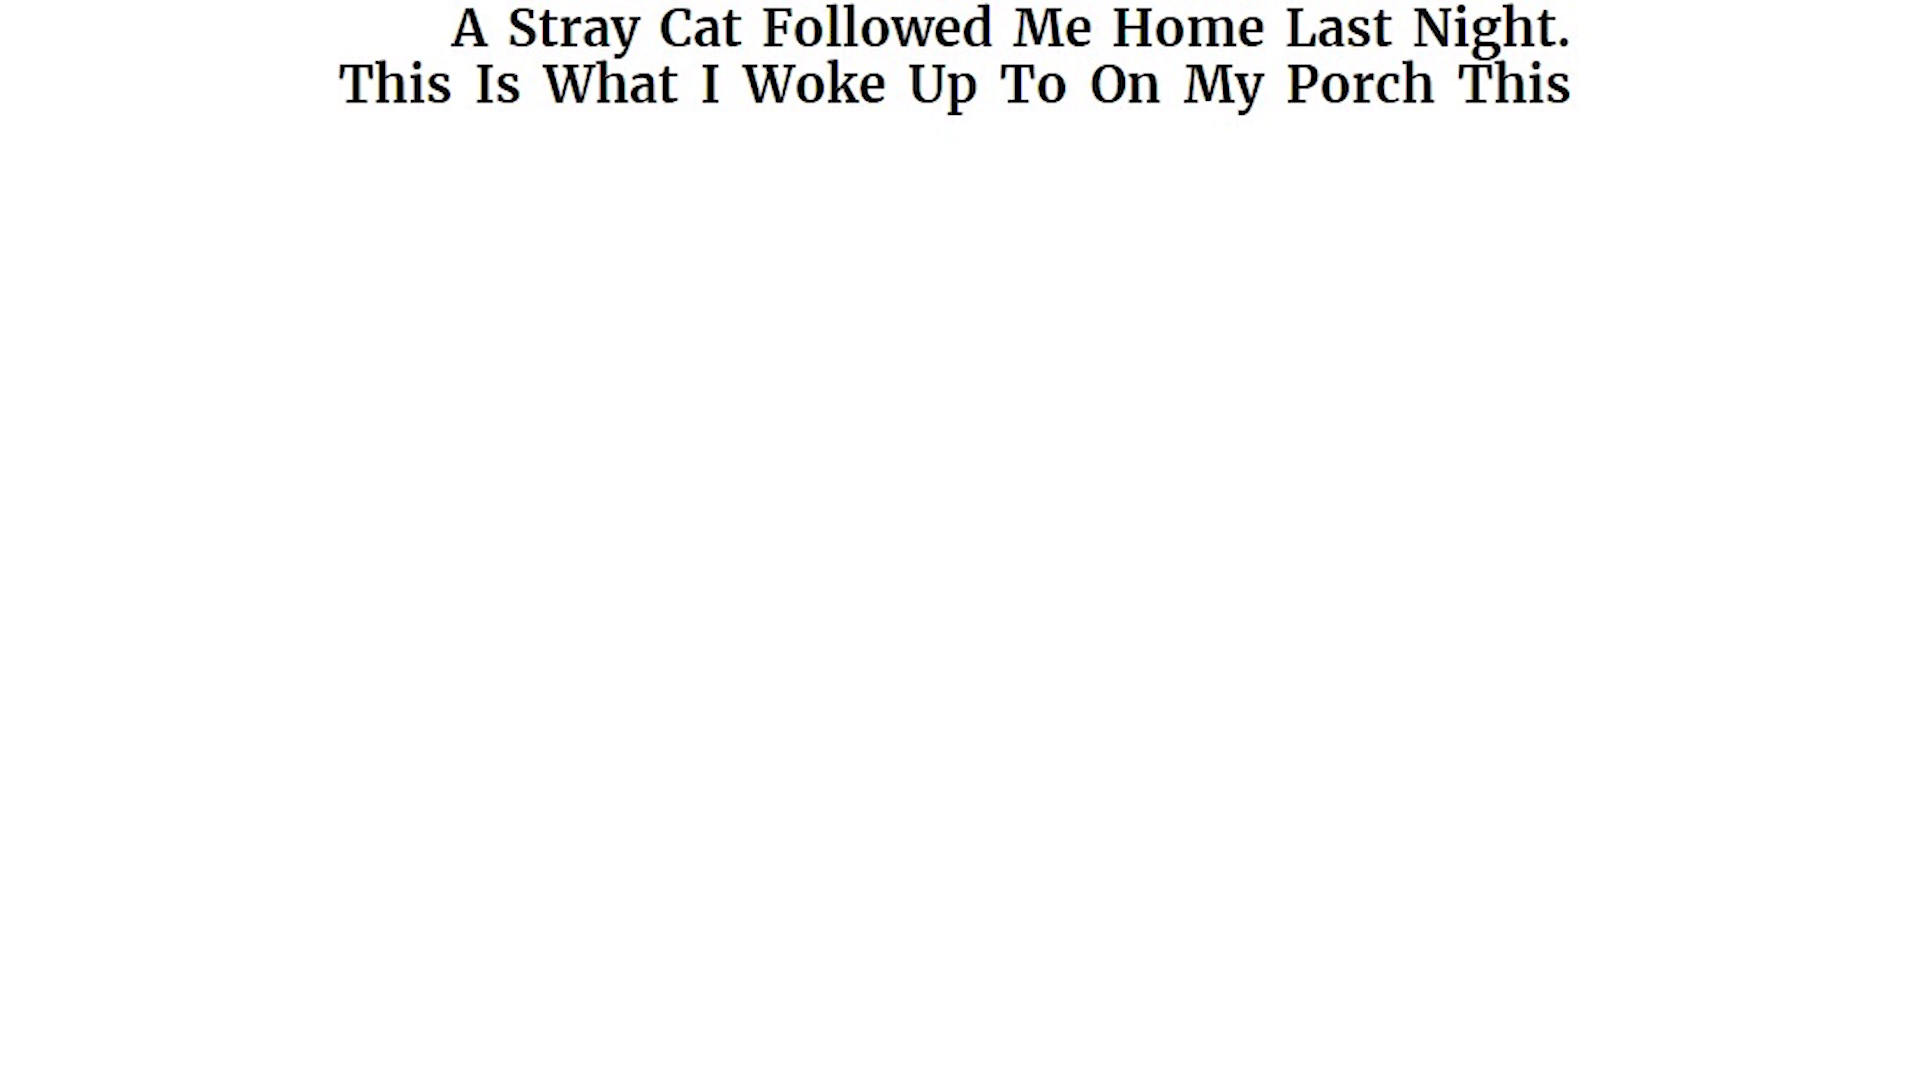 A Stray Cat Followed Me Home Last Night.
This Is What I Woke Up To On My Porch This